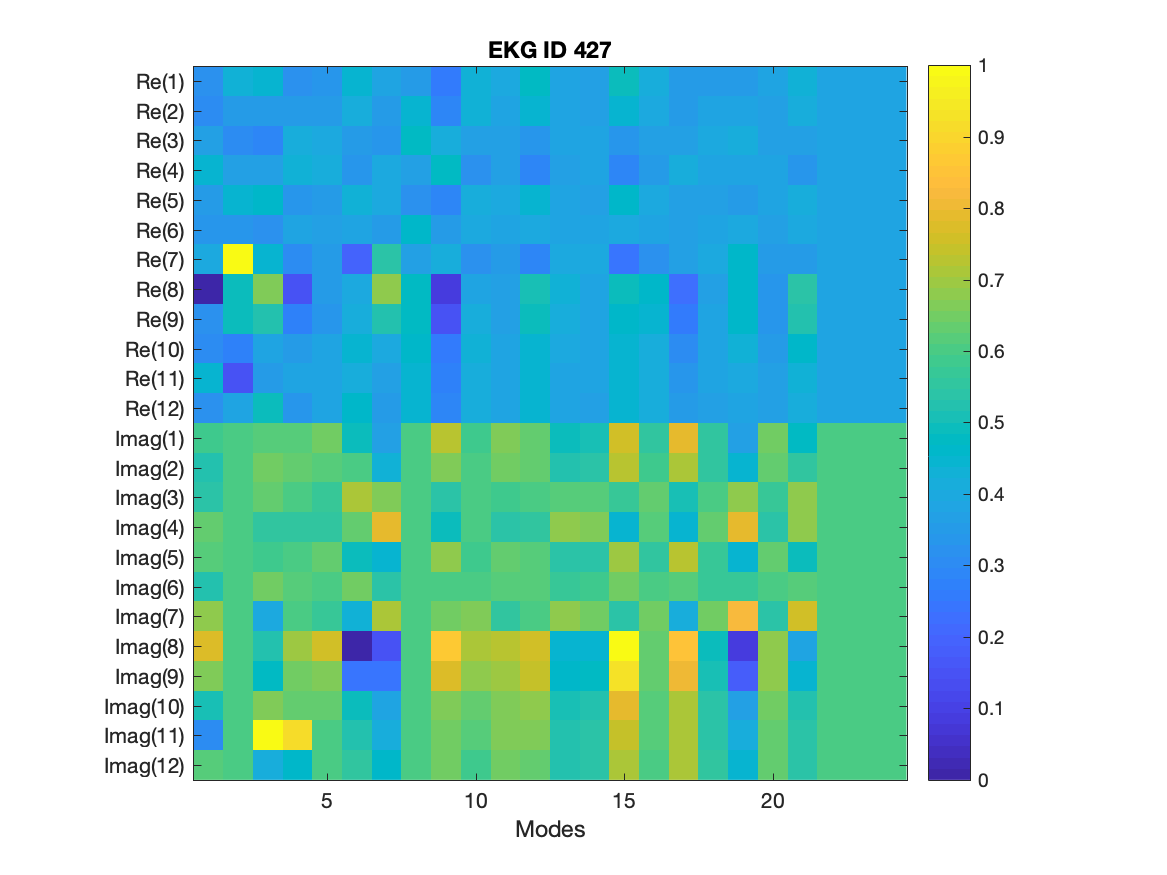 EKG ID 427
Re(1)
Re(2)
Re(3)
Re(4)
Re(5)
Re(6)
Re(7)
Re(8)
Re(9)
Re(10)
Re(11)
Re(12)
Imag(1)
Imag(2)
Imag(3)
Imag(4)
Imag(5)
Imag(6)
Imag(7)
Imag(8)
Imag(9)
Imag(10)
Imag(11)
Imag(12)
5 10 15 20
Modes
1
0.9
0.8
0.7
0.6
0.5
0.4
0.3
0.2
0.1
0